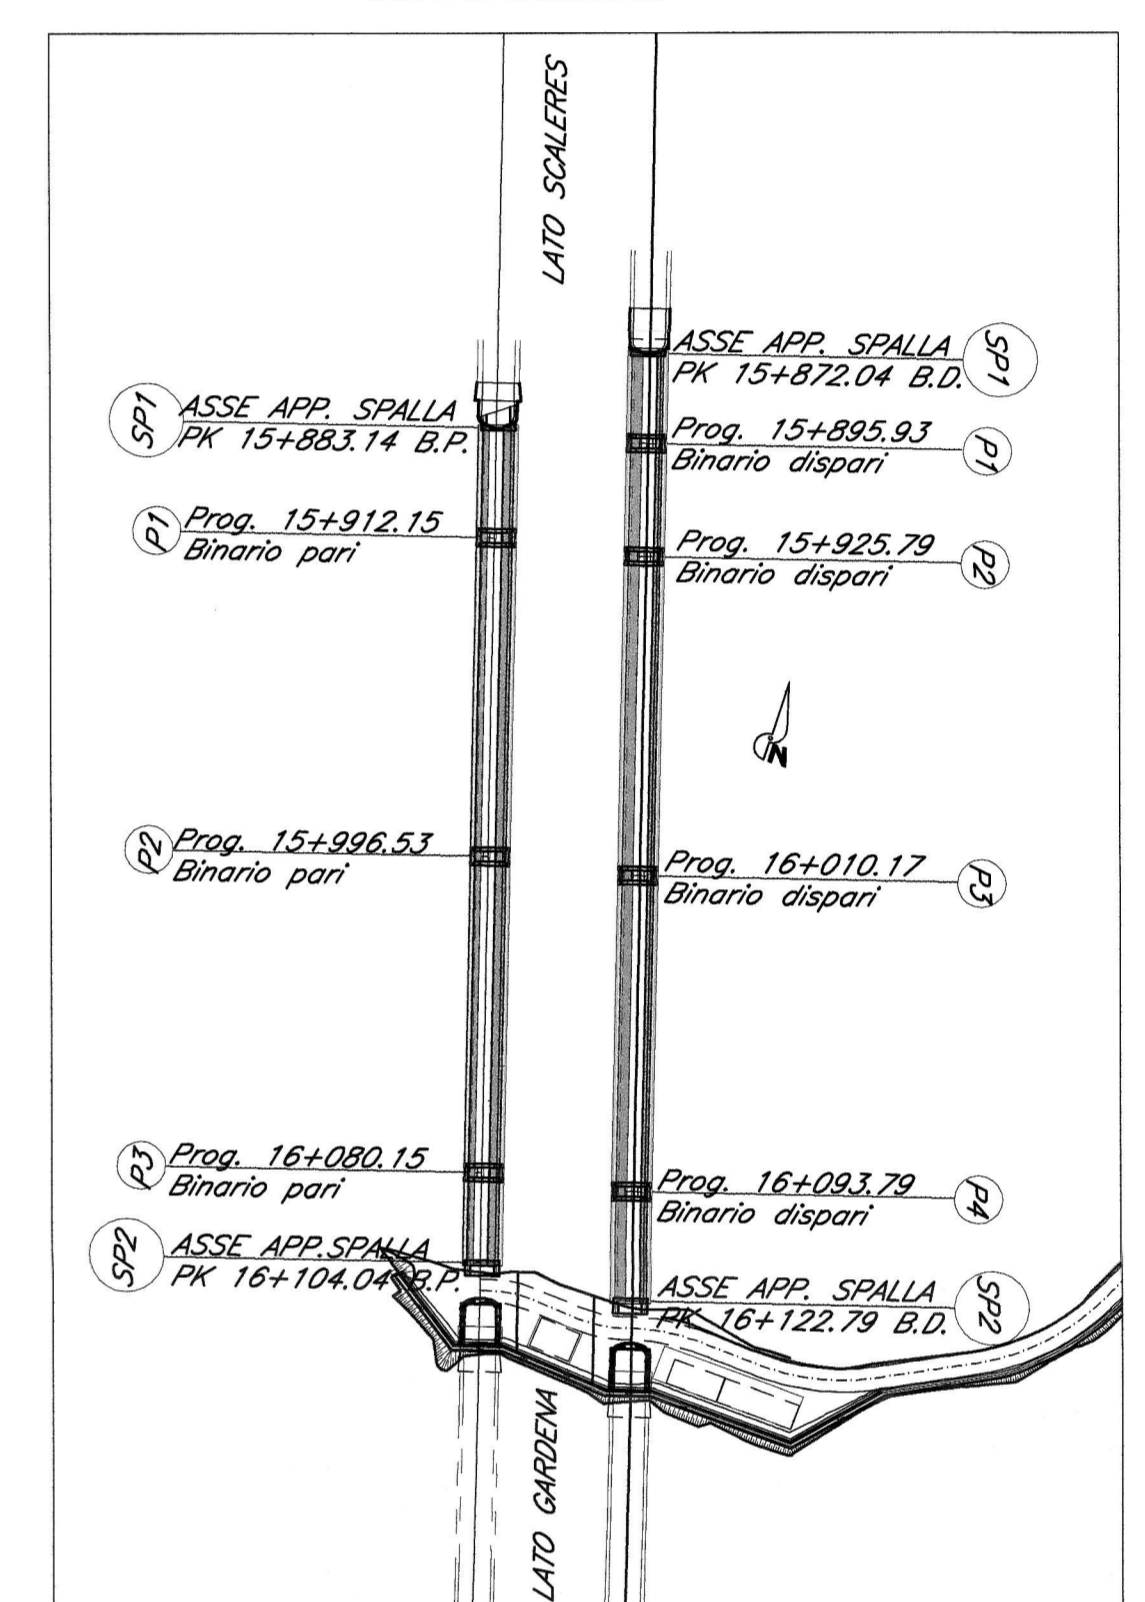 LATO SCALERES
SP1
ASSE APP. SPALLA
PK 15+872.04 B.D.
SP1
ASSE APP. SPALLA
PK 15+883.14 B.P.
Prog. 15+895.93
Binario dispari
P1
P1
Prog. 15+912.15
Binario pari
Prog. 15+925.79
Binario dispari
P2
N
P2
Prog. 15+996.53
Binario pari
Prog. 16+010.17
Binario dispari
P3
P3
Prog. 16+080.15
Binario pari
Prog. 16+093.79
Binario dispari
P4
SP2
ASSE APP.SPALLA
PK 16+104.04 B.P.
ASSE APP. SPALLA
PK 16+122.79 B.D.
SP2
LATO GARDENA